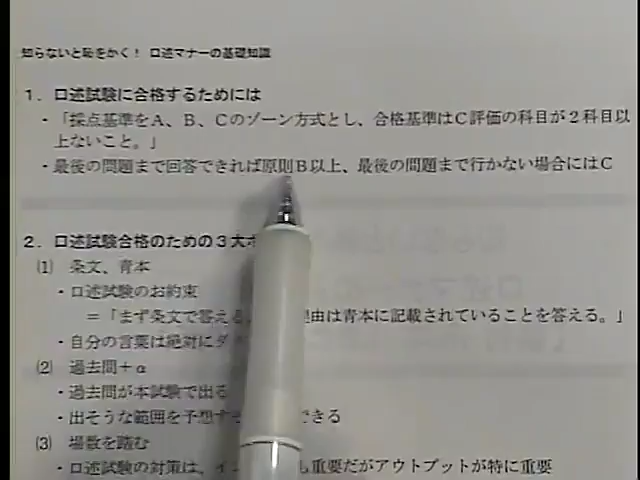 知らないと恥をかく！ 口述マナーの基礎知識
１．口述試験に合格するためには
・「採点基準をＡ、Ｂ、Ｃのゾーン方式とし、合格基準はＣ評価の科目が２科目以
上ないこと。」
・最後の問題まで回答できれば原則Ｂ以上、最後の問題まで行かない場合にはＣ
２．口述試験合格のための３大ポ
(1) 条文、青本
・口述試験のお約束
＝「まず条文で答える 理由は青本に記載されていることを答える。」
・自分の言葉は絶対にダ
(2) 過去問＋α
・過去問が本試験で出る
・出そうな範囲を予想す できる
(3) 場数を踏む
・口述試験の対策は、イ も重要だがアウトプットが特に重要